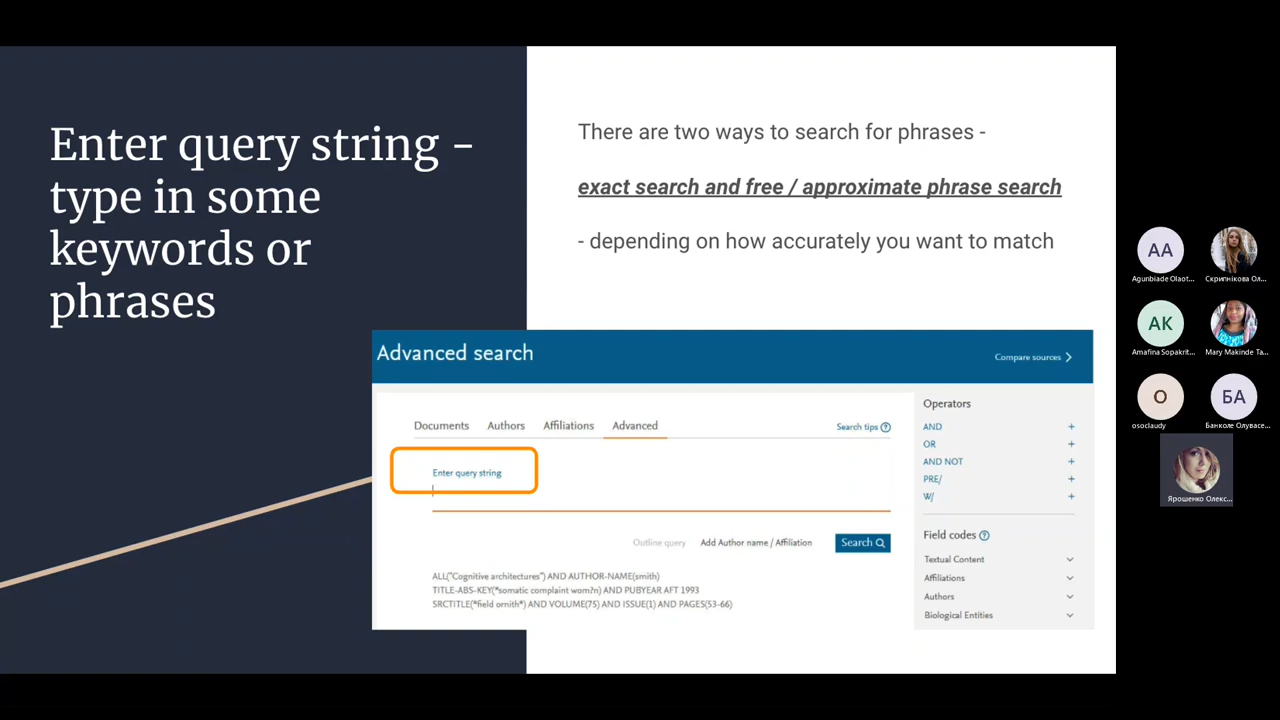 Enter query string -
type in some
keywords or
phrases
There are two ways to search for phrases -
exact search and free / approximate phrase search
- depending on how accurately you want to match
Advanced search
Compare sources
Documents Authors Affiliations Advanced
Search tips
Enter query string
Outline query Add Author name / Affiliation Search
ALL("Cognitive architectures") AND AUTHOR-NAME(smith)
TITLE-ABS-KEY(*somatic complaint wom?n) AND PUBYEAR AFT 1993
SRCTITLE(*field ornith*) AND VOLUME(75) AND ISSUE(1) AND PAGES(53-66)
Operators
AND +
OR +
AND NOT +
PRE/ +
W/ +
Field codes
Textual Content
Affiliations
Authors
Biological Entities
AA
Agunbiade Olaot...
Скрипнікова Ол...
AK
Amafina Sopakrit...
Mary Makinde Ta...
O
osoclaudy
БА
Банколе Олувасе...
Ярошенко Олекс...